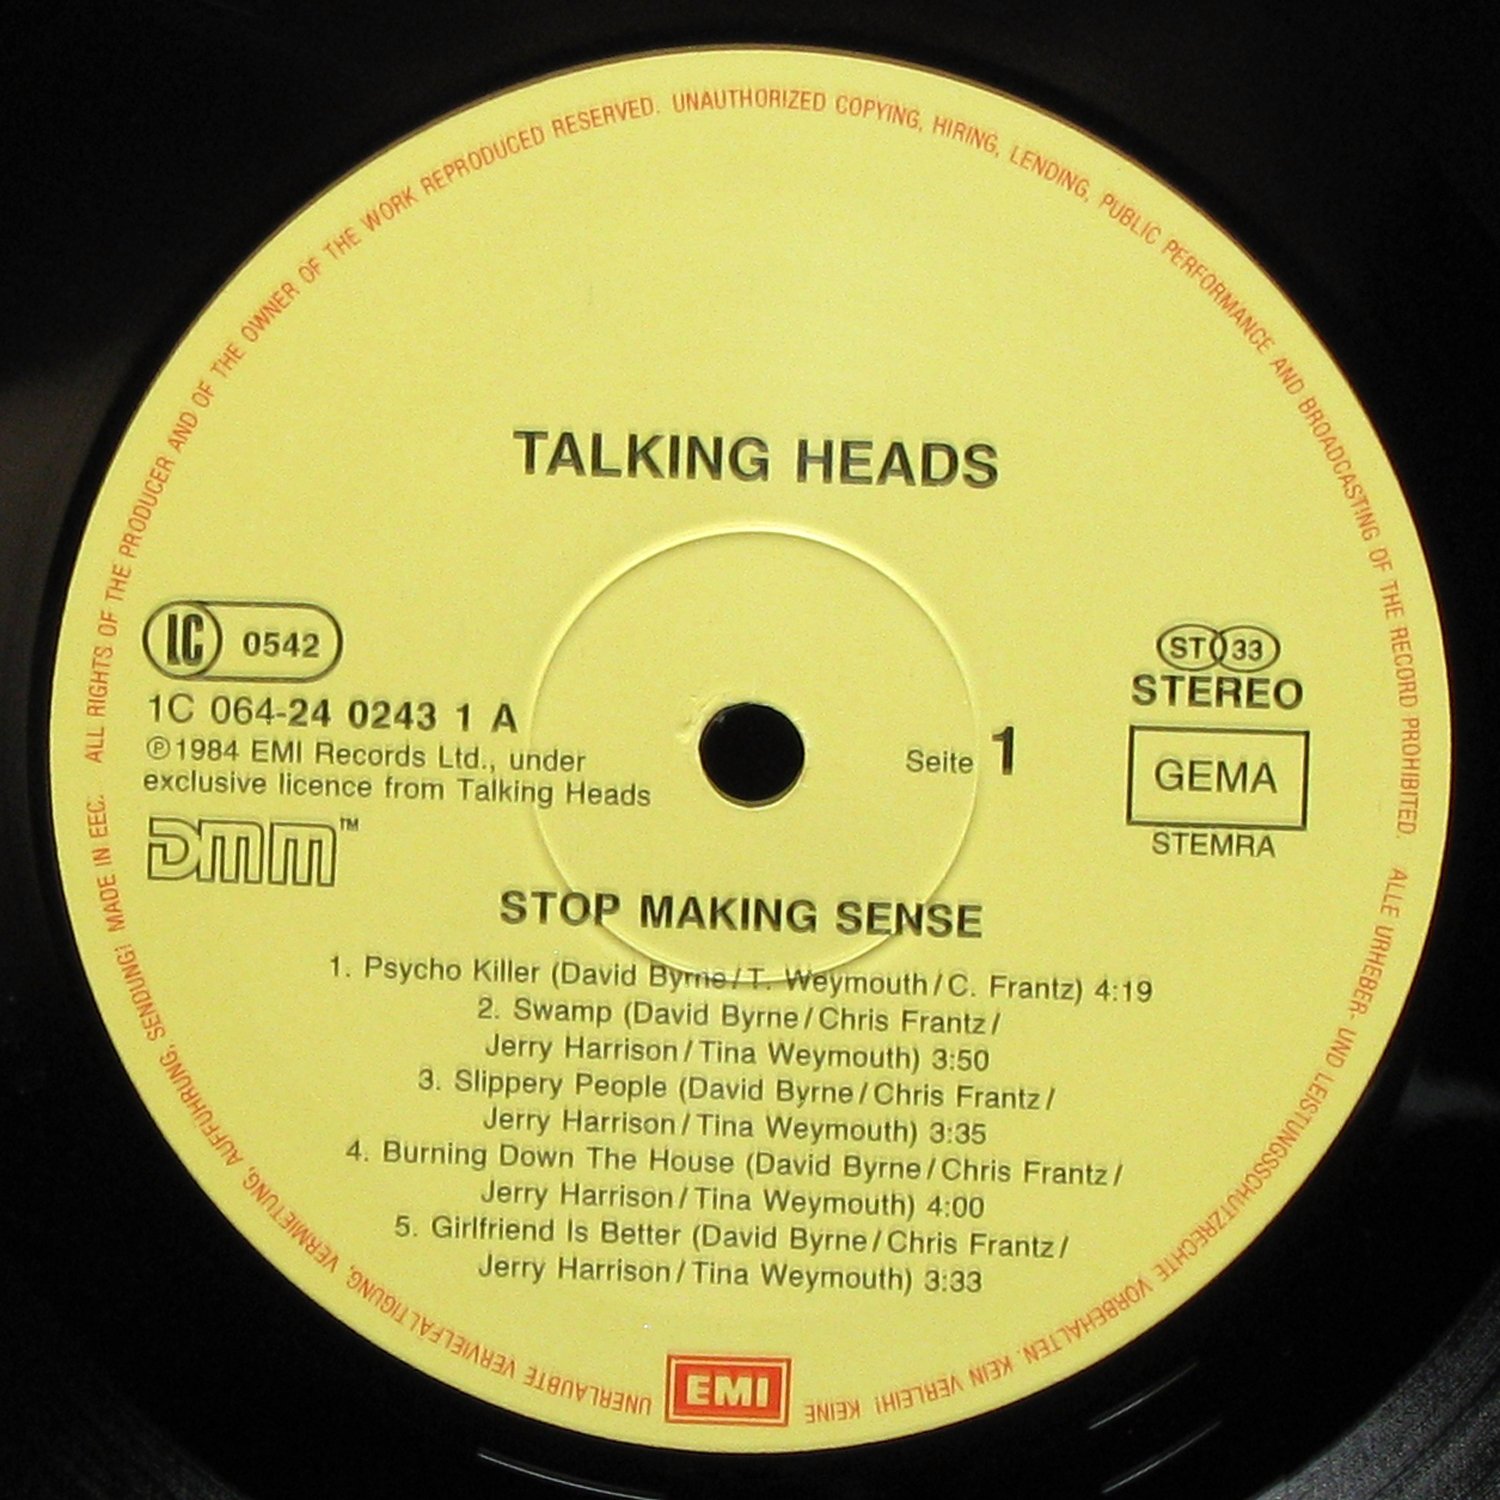 ALL RIGHTS OF THE PRODUCER AND OF THE OWNER OF THE WORK REPRODUCED RESERVED. UNAUTHORIZED COPYING, HIRING, LENDING, PUBLIC PERFORMANCE AND BROADCASTING OF THE RECORD PROHIBITED.
ALLE URHEBER- UND LEISTUNGSSCHUTZRECHTE VORBEHALTEN. KEIN VERLEIH! KEINE UNERLAUBTE VERVIELFÄLTIGUNG, VERMIETUNG, AUFFÜHRUNG, SENDUNG! MADE IN EEC.
TALKING HEADS
LC 0542
1C 064-24 0243 1 A
℗1984 EMI Records Ltd., under
exclusive licence from Talking Heads
DMM™
ST 33
STEREO
Seite 1
GEMA
STEMRA
STOP MAKING SENSE
1. Psycho Killer (David Byrne/T. Weymouth/C. Frantz) 4:19
2. Swamp (David Byrne/Chris Frantz/
Jerry Harrison/Tina Weymouth) 3:50
3. Slippery People (David Byrne/Chris Frantz/
Jerry Harrison/Tina Weymouth) 3:35
4. Burning Down The House (David Byrne/Chris Frantz/
Jerry Harrison/Tina Weymouth) 4:00
5. Girlfriend Is Better (David Byrne/Chris Frantz/
Jerry Harrison/Tina Weymouth) 3:33
EMI